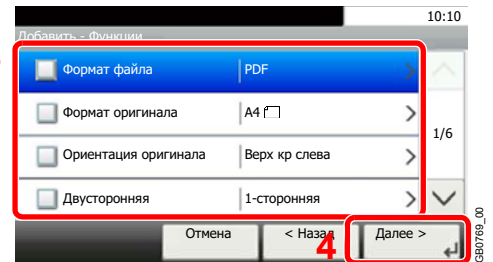 10:10
Добавить - Функции
Формат файла PDF
Формат оригинала A4
1/6
Ориентация оригинала Верх кр слева
Двусторонняя 1-сторонняя
Отмена < Назад 4 Далее >
GB0769_00